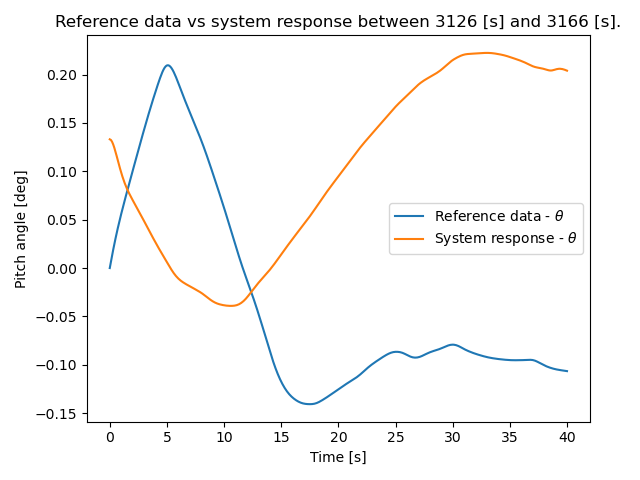 Reference data vs system response between 3126 [s] and 3166 [s].
Pitch angle [deg]
0.20
0.15
0.10
0.05
0.00
−0.05
−0.10
−0.15
Reference data - θ
System response - θ
0 5 10 15 20 25 30 35 40
Time [s]